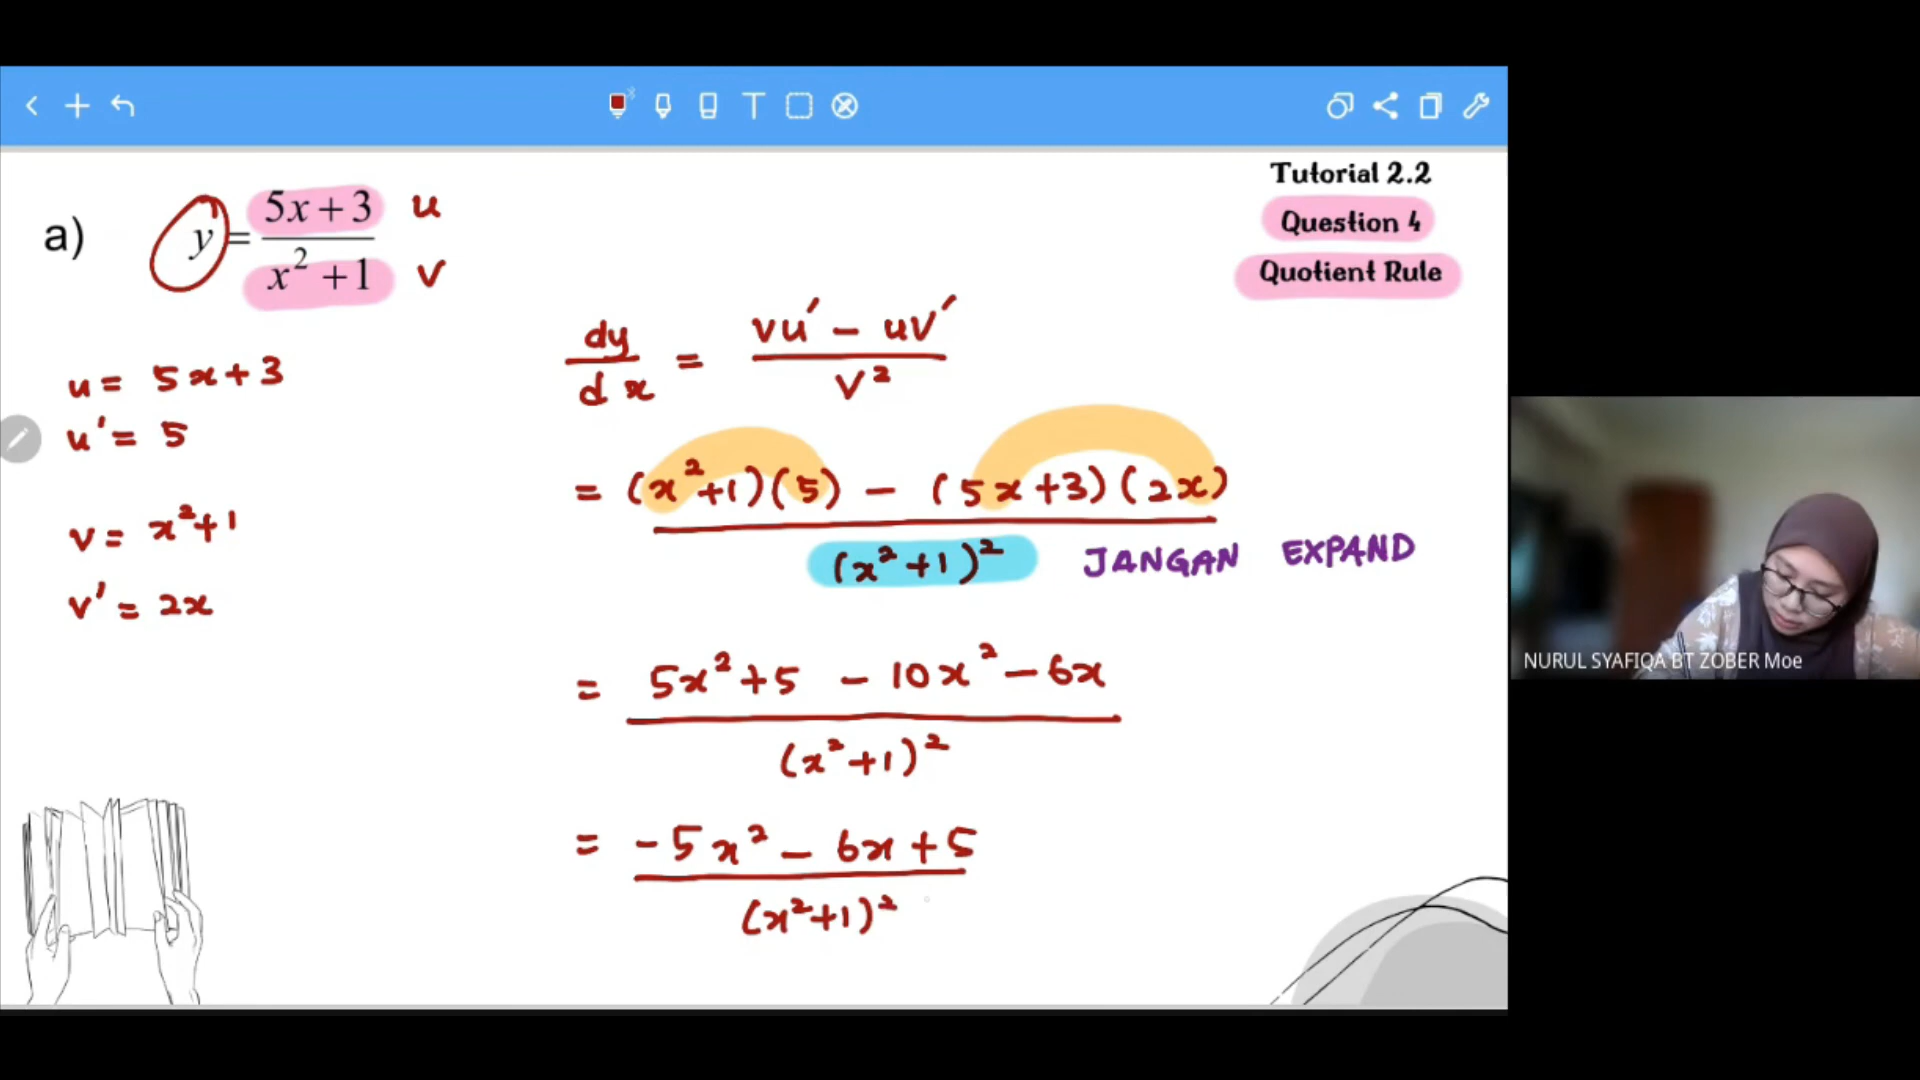 Tutorial 2.2
Question 4
Quotient Rule
a) y = 5x+3 / x² +1
u
v
u = 5x+3
u' = 5
v = x²+1
v' = 2x
dy/dx = vu' - uv' / v²
= (x²+1)(5) - (5x+3)(2x) / (x²+1)²
JANGAN EXPAND
= 5x²+5 - 10x² - 6x / (x²+1)²
= -5x² - 6x + 5 / (x²+1)²
NURUL SYAFIQA BT ZOBER Moe